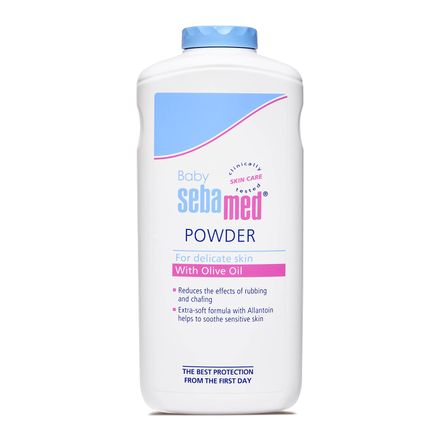 clinically
SKIN CARE
tested
Baby
sebamed®
POWDER
For delicate skin
With Olive Oil
Reduces the effects of rubbing
and chafing
Extra-soft formula with Allantoin
helps to soothe sensitive skin
THE BEST PROTECTION
FROM THE FIRST DAY